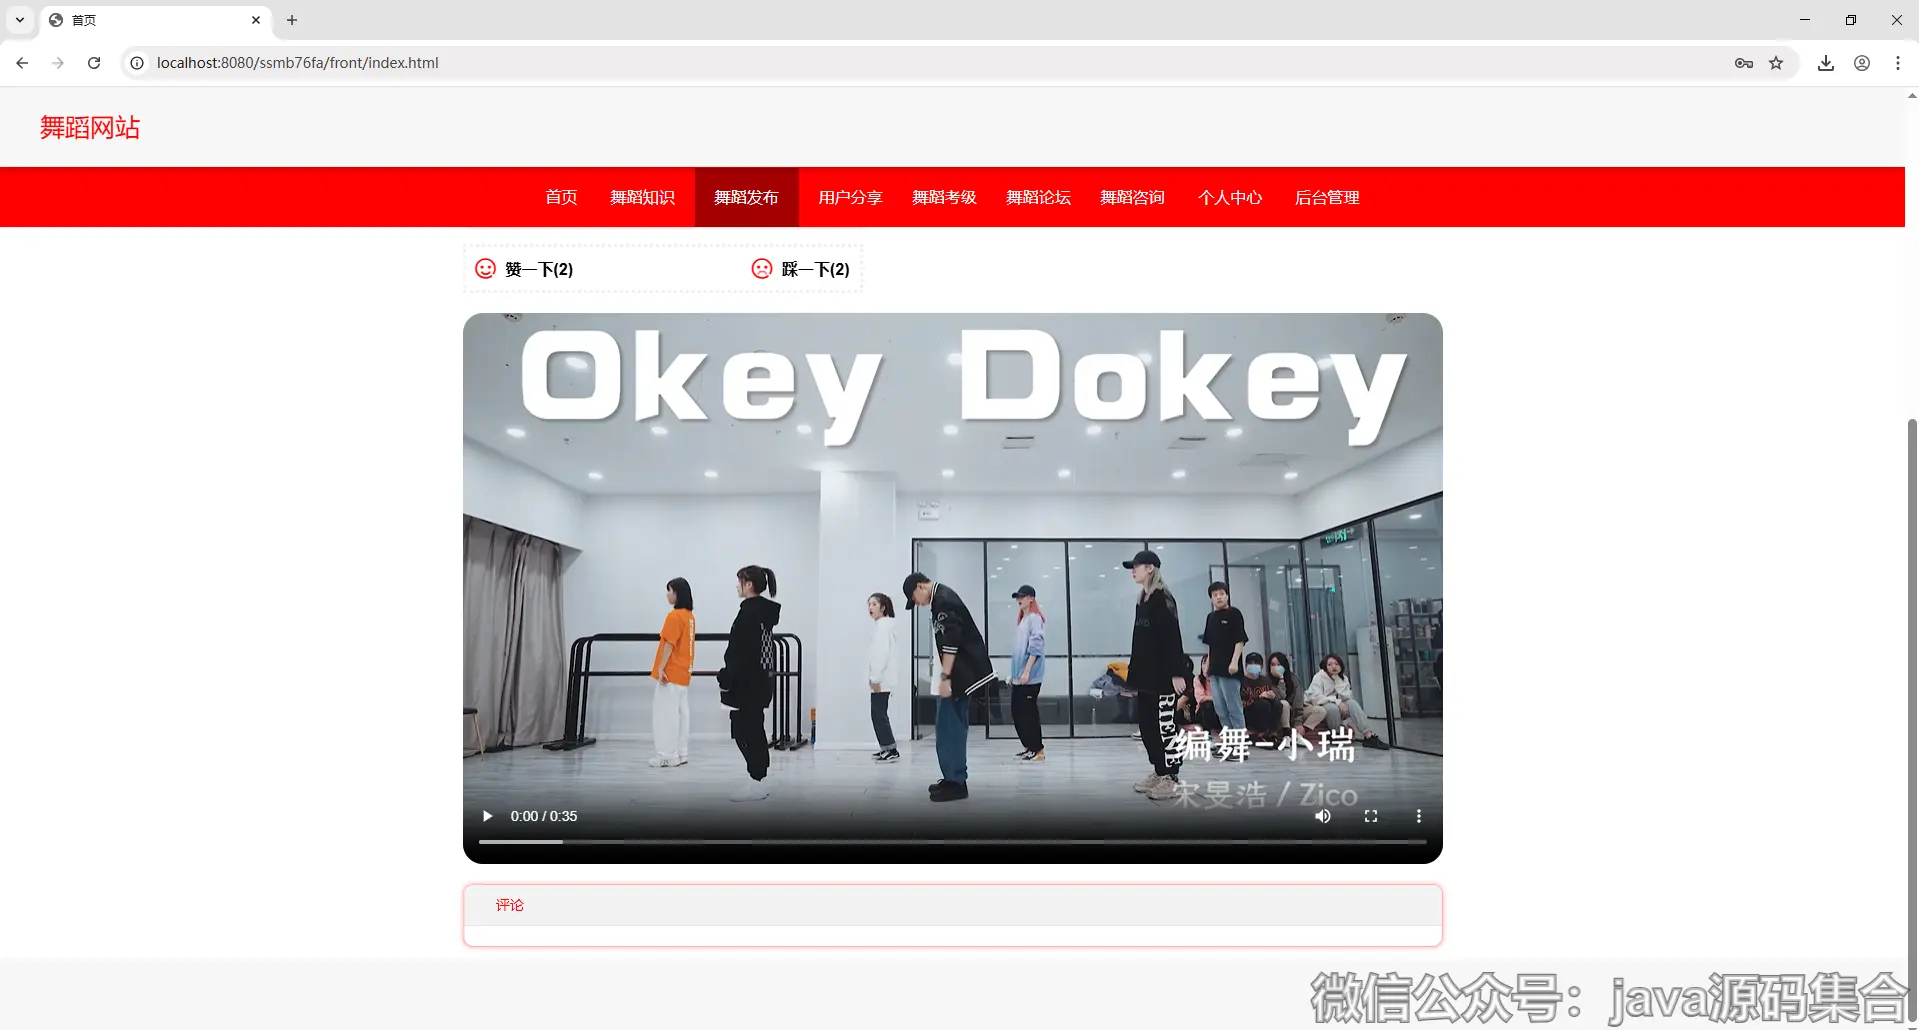 首页
localhost:8080/ssmb76fa/front/index.html
舞蹈网站
首页 舞蹈知识 舞蹈发布 用户分享 舞蹈考级 舞蹈论坛 舞蹈咨询 个人中心 后台管理
赞一下(2) 踩一下(2)
Okey Dokey
RIENE
编舞-小瑞
宋旻浩 / Zico
0:00 / 0:35
评论
微信公众号：java源码集合